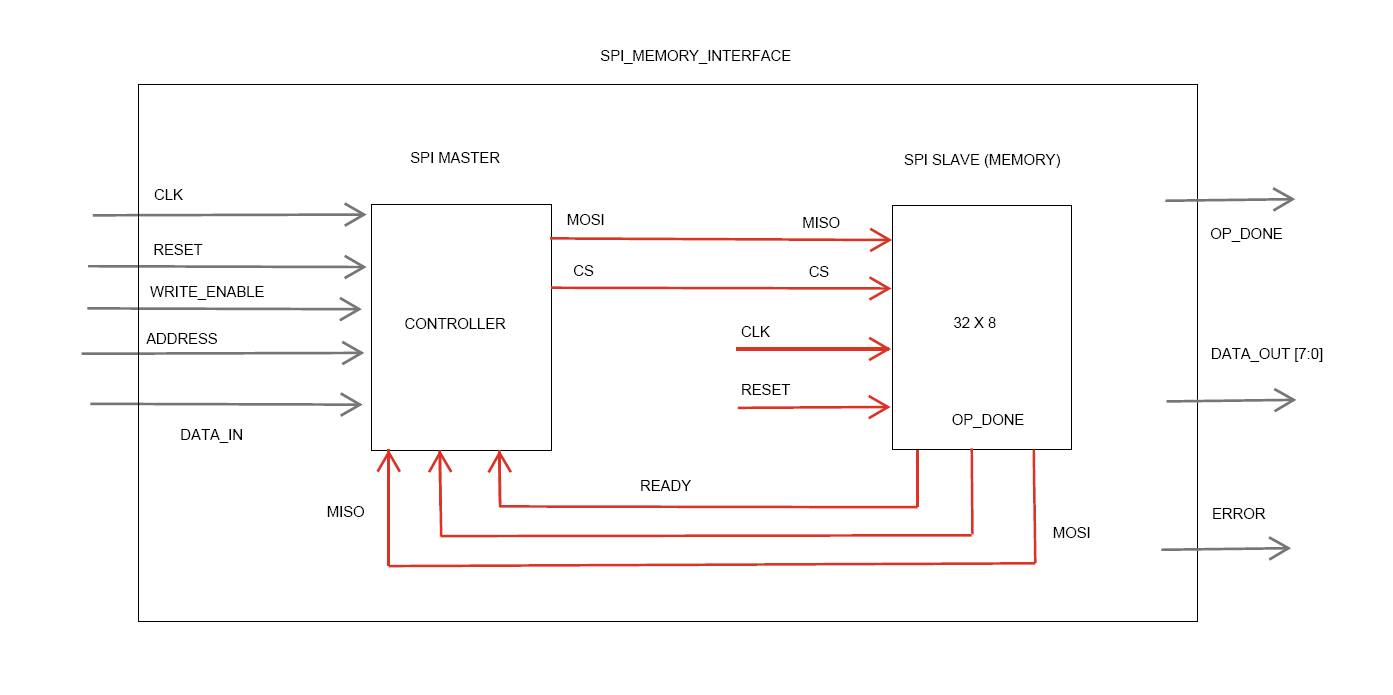 SPI_MEMORY_INTERFACE
SPI MASTER
SPI SLAVE (MEMORY)
CLK
RESET
WRITE_ENABLE
ADDRESS
DATA_IN
CONTROLLER
MOSI
MISO
CS
CS
CLK
RESET
32 X 8
OP_DONE
READY
MISO
MOSI
OP_DONE
DATA_OUT [7:0]
ERROR